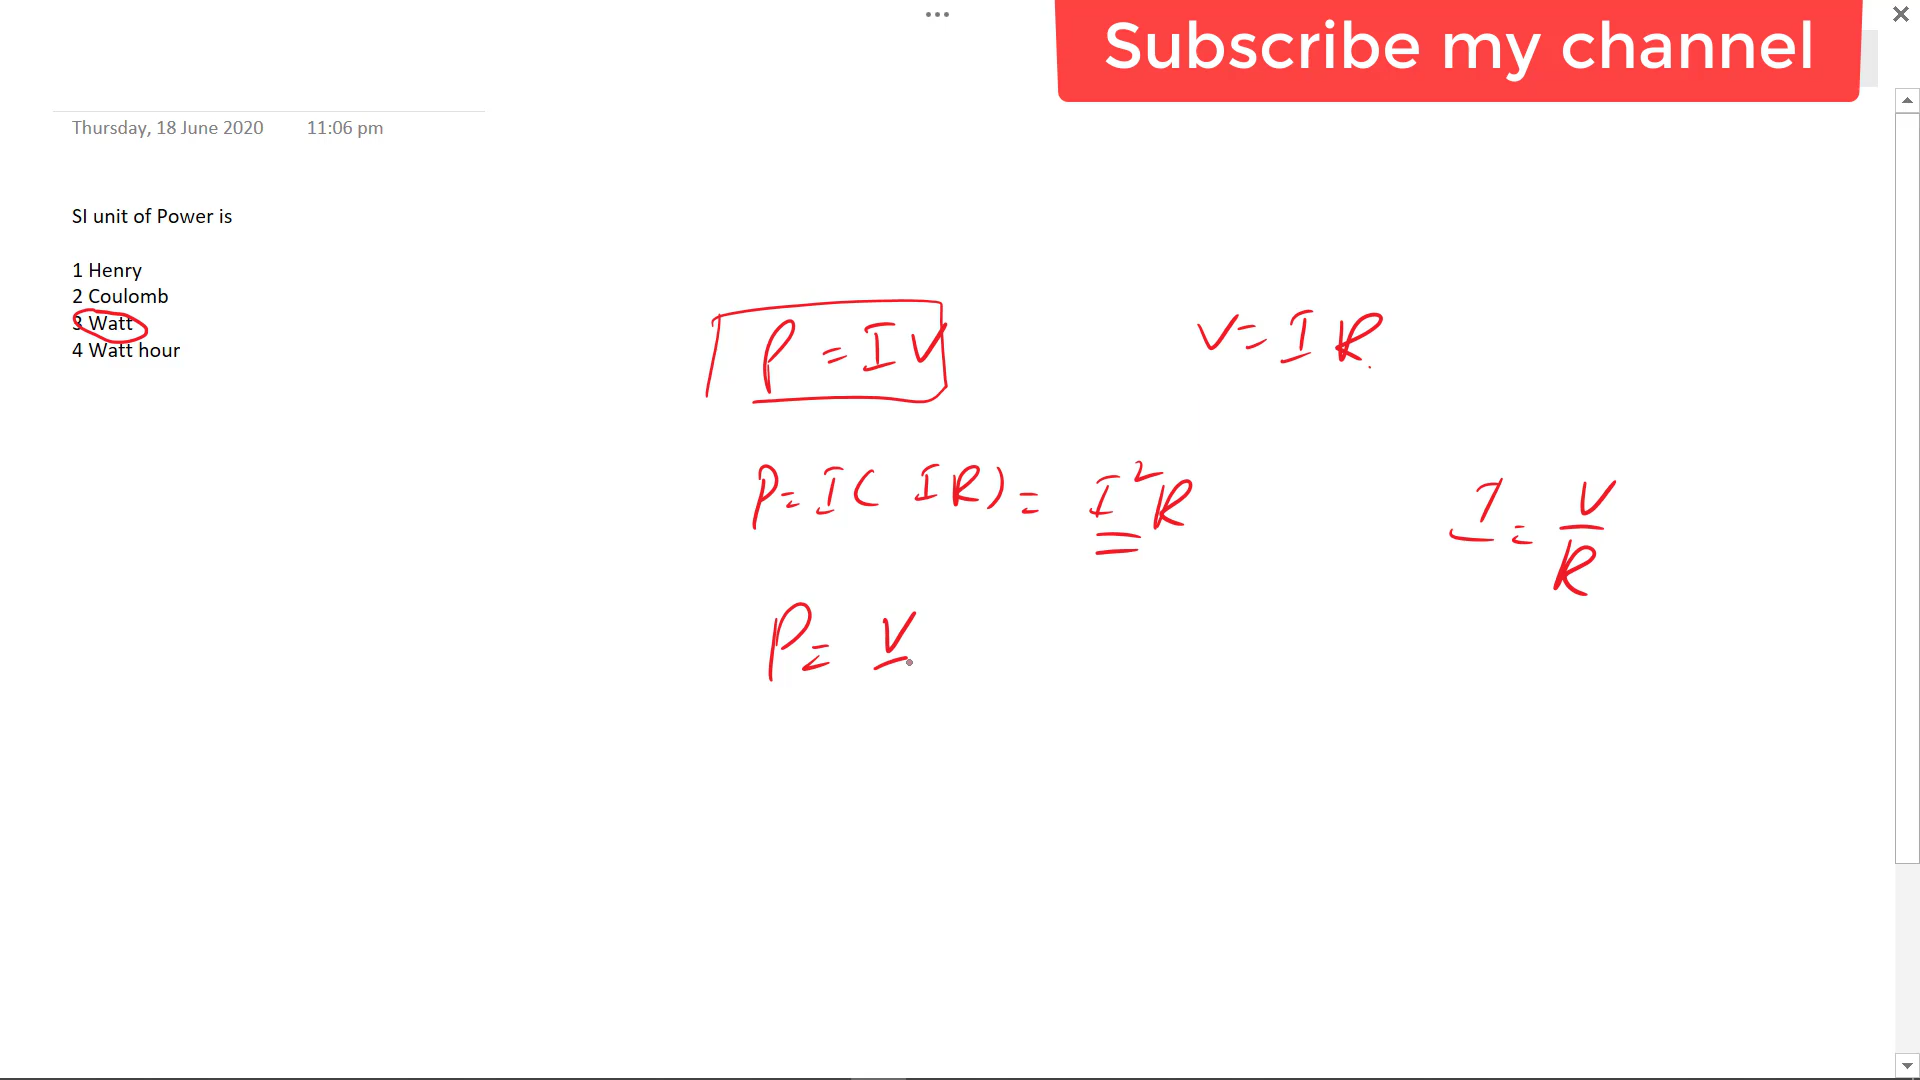 Subscribe my channel
Thursday, 18 June 2020 11:06 pm
SI unit of Power is
1 Henry
2 Coulomb
3 Watt
4 Watt hour
P = IV
V = IR
P = I( IR) = I²R
I = V/R
P = V